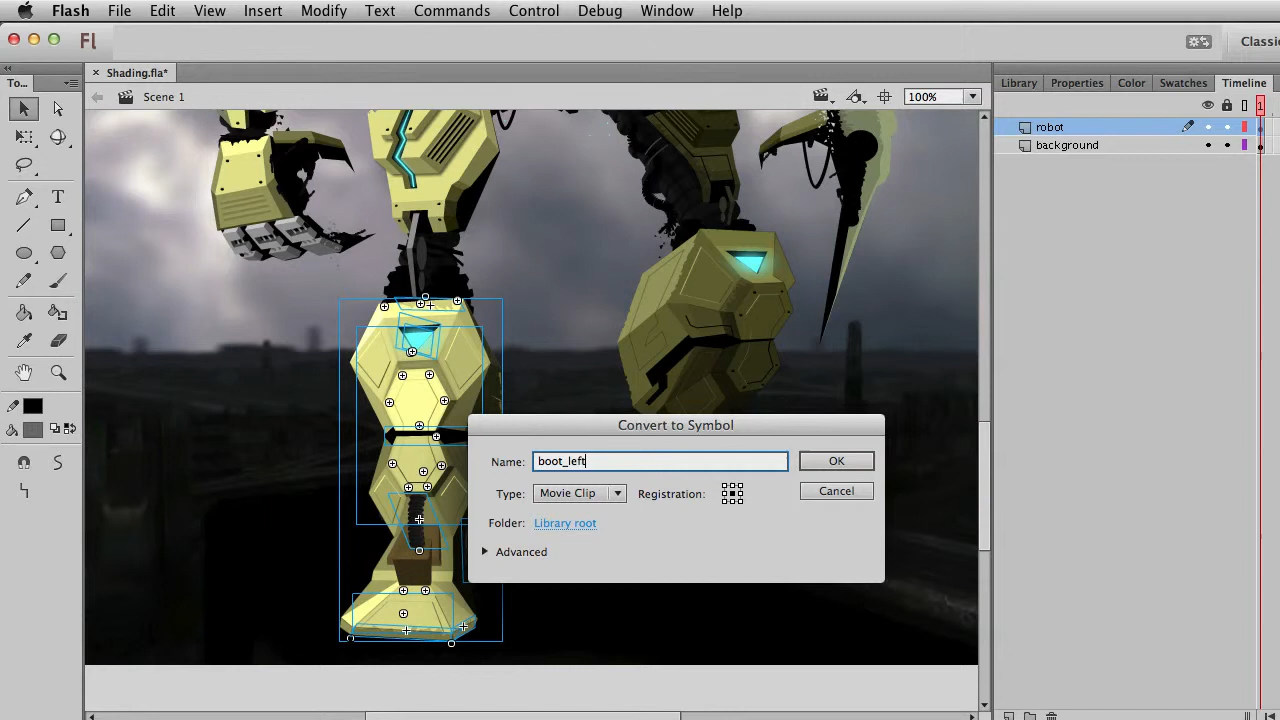 Flash File Edit View Insert Modify Text Commands Control Debug Window Help
Fl Classi
To... × Shading.fla* Library Properties Color Swatches Timeline
Scene 1 100% 1
robot
background
Convert to Symbol
Name: boot_left OK
Type: Movie Clip Registration: Cancel
Folder: Library root
Advanced